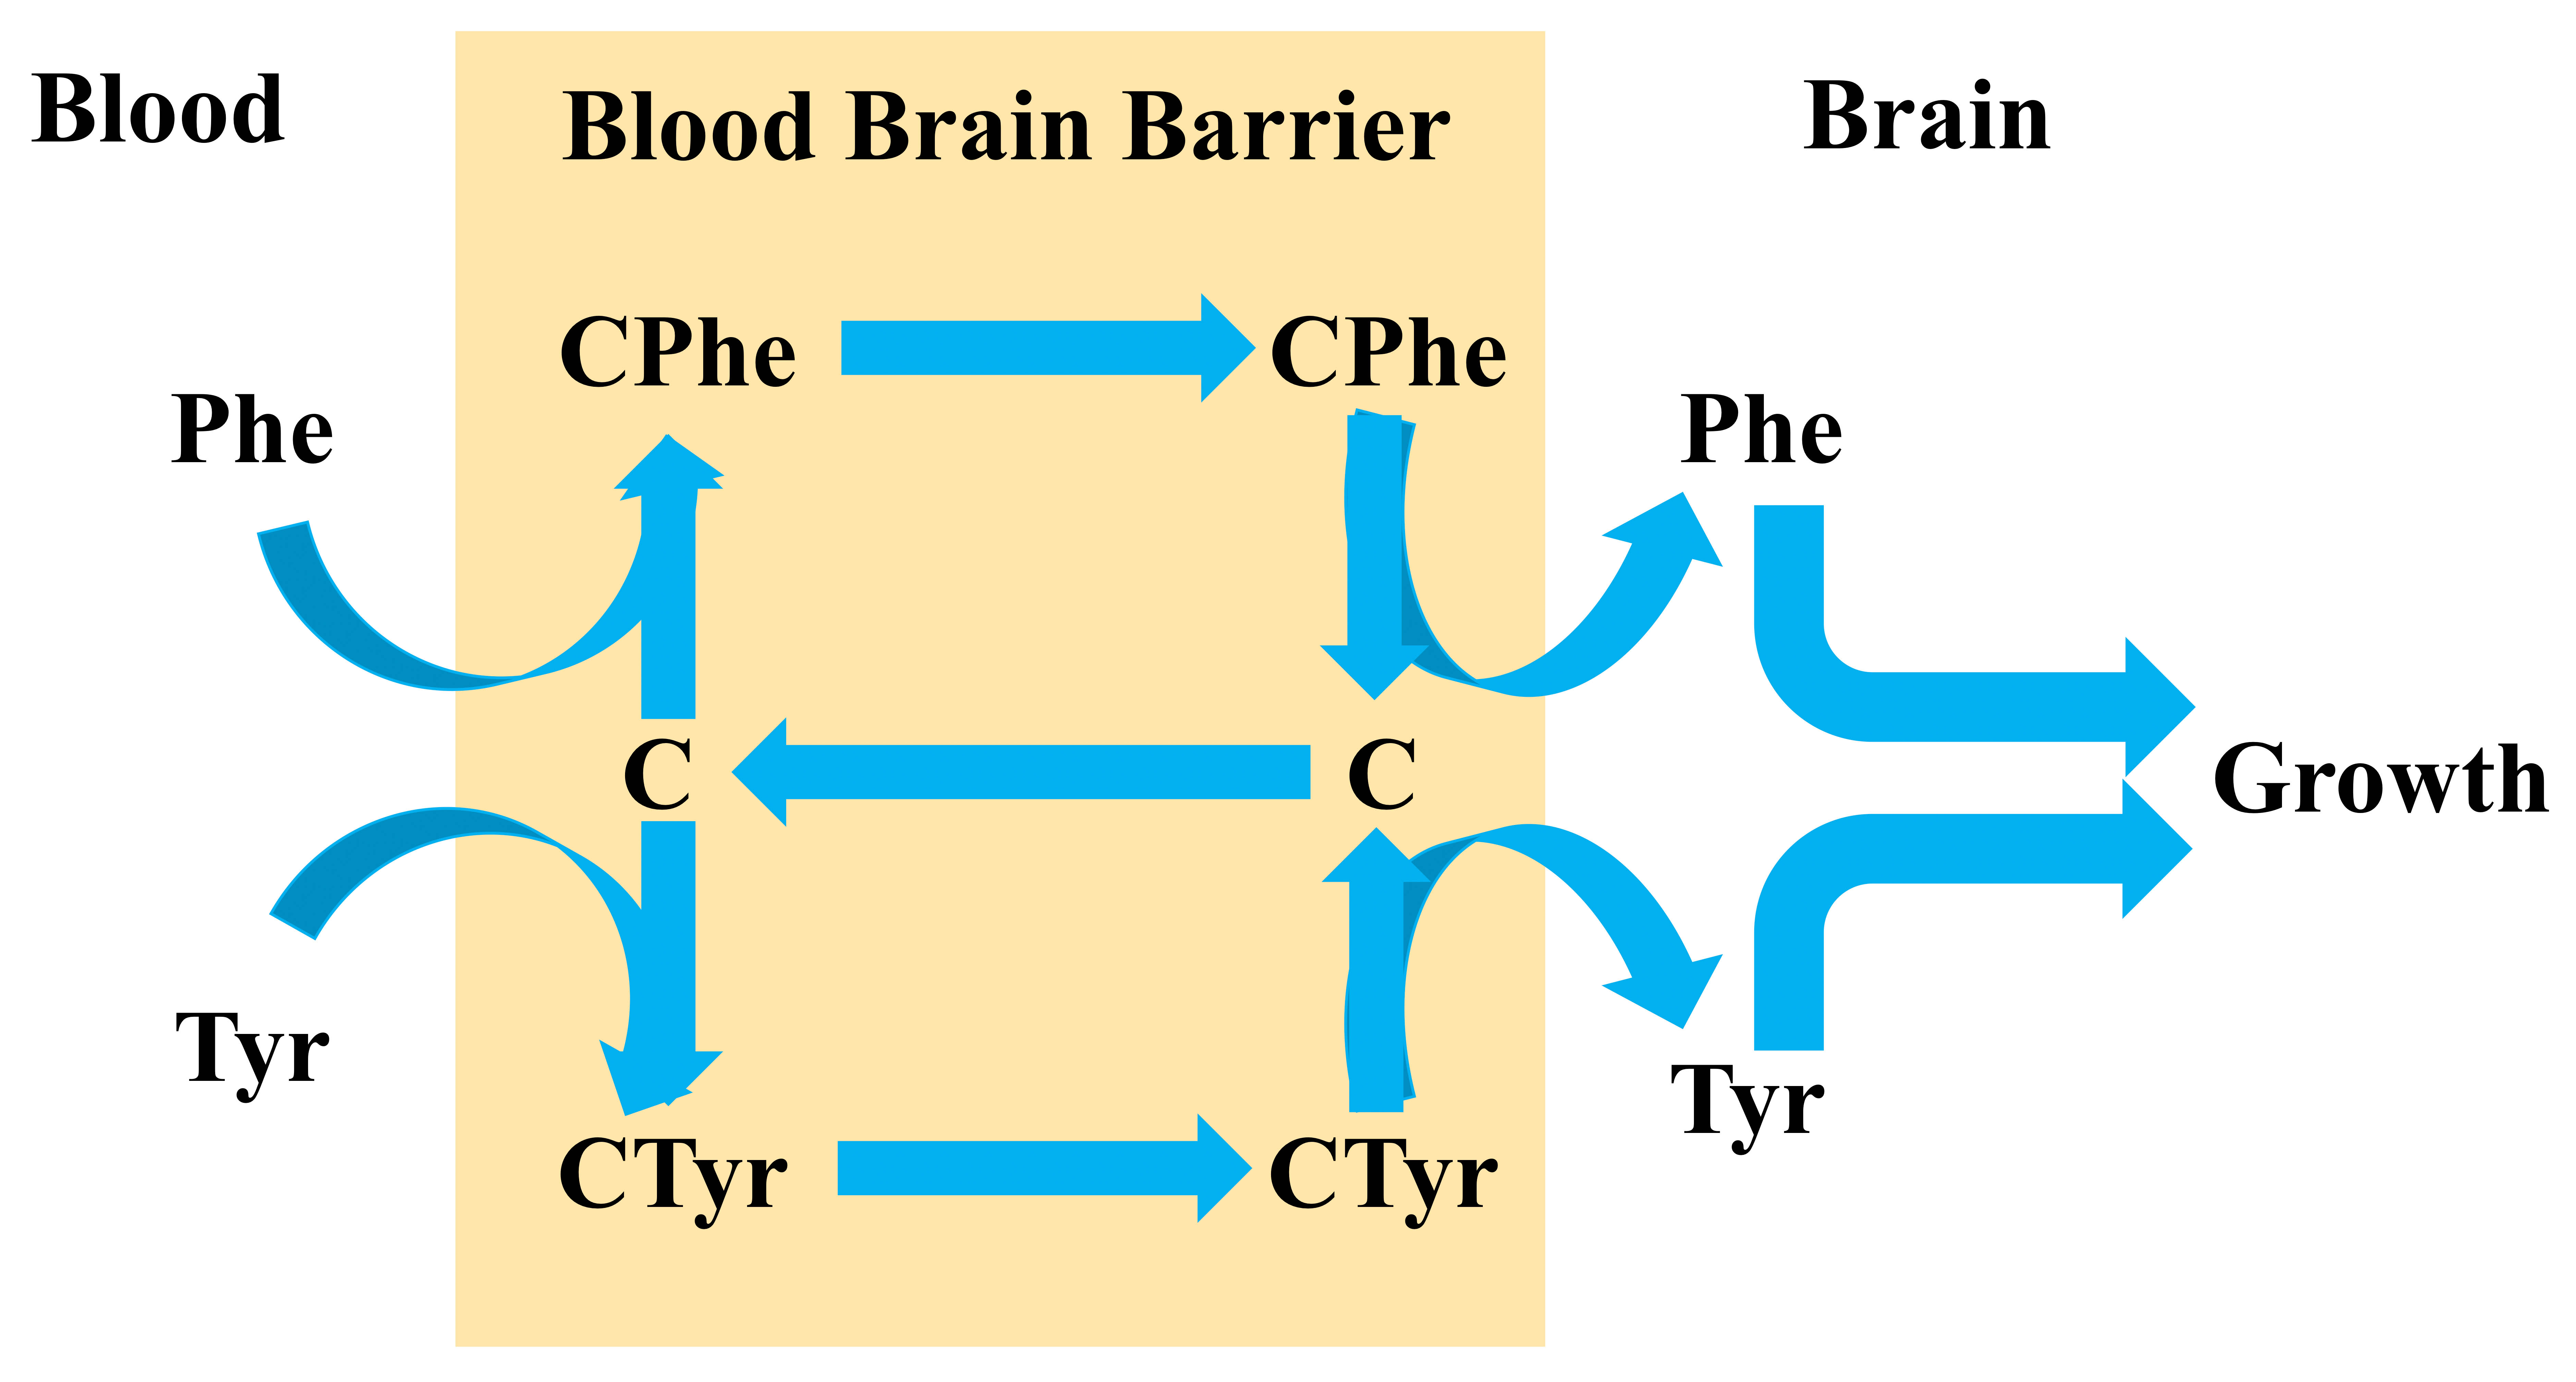 Blood
Blood Brain Barrier
Brain
CPhe
CPhe
Phe
Phe
C
C
Growth
Tyr
Tyr
CTyr
CTyr